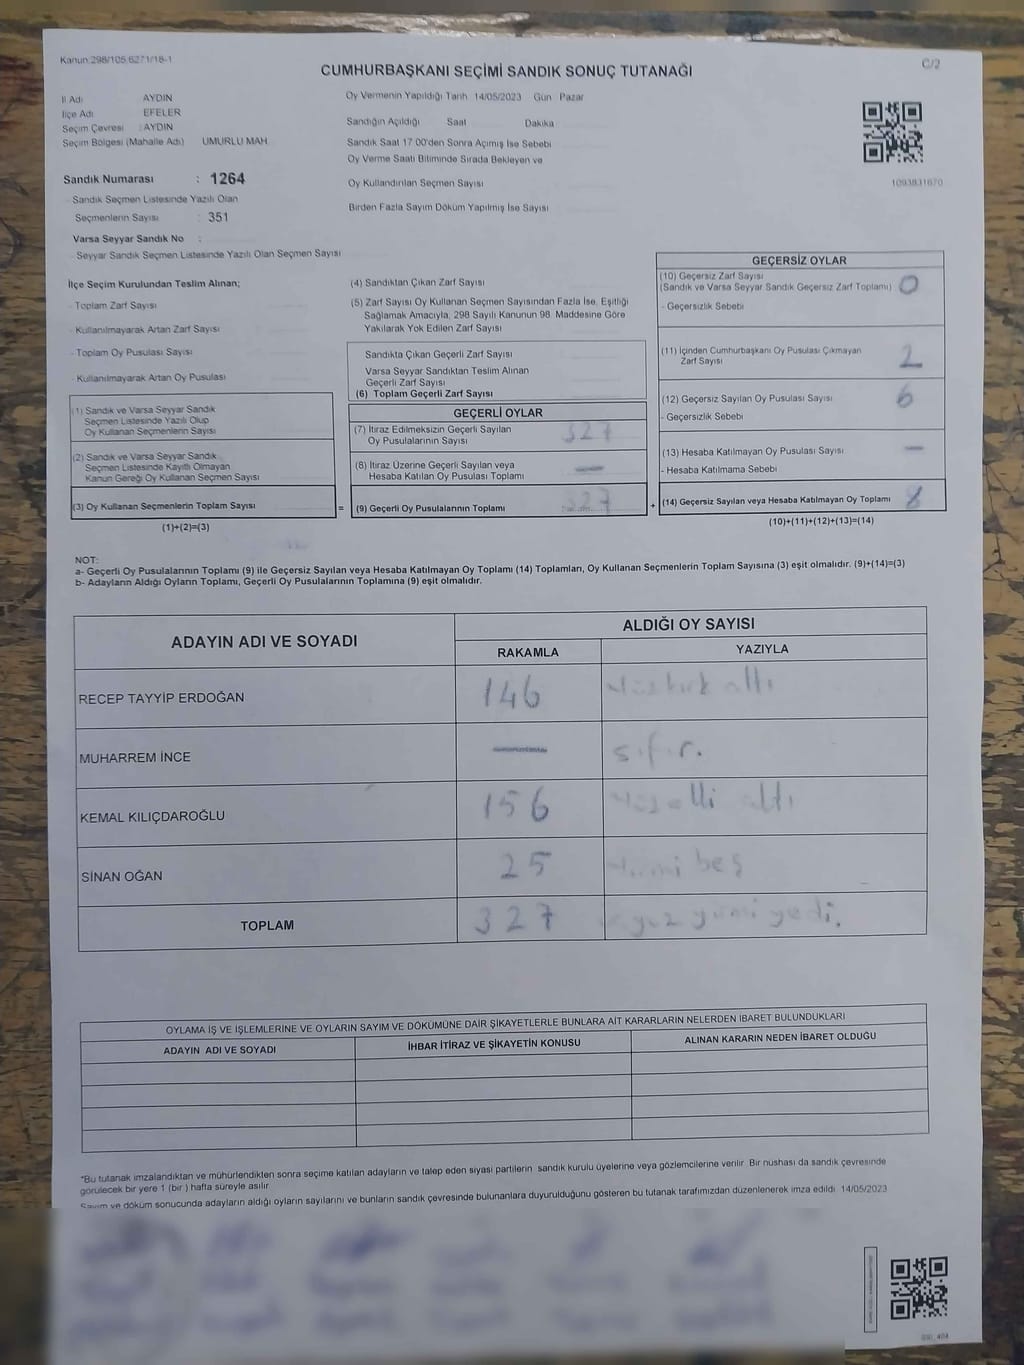 Kanun:298/105,6271/18-1
C/2
CUMHURBAŞKANI SEÇİMİ SANDIK SONUÇ TUTANAĞI
İl Adı AYDIN
İlçe Adı EFELER
Seçim Çevresi : AYDIN
Seçim Bölgesi (Mahalle Adı) UMURLU MAH.
Sandık Numarası : 1264
- Sandık Seçmen Listesinde Yazılı Olan
Seçmenlerin Sayısı : 351
Varsa Seyyar Sandık No :
- Seyyar Sandık Seçmen Listesinde Yazılı Olan Seçmen Sayısı
Oy Vermenin Yapıldığı Tarih 14/05/2023 Gün Pazar
Sandığın Açıldığı Saat Dakika
Sandık Saat 17.00'den Sonra Açımış İse Sebebi
Oy Verme Saati Bitiminde Sırada Bekleyen ve
Oy Kullandırılan Seçmen Sayısı
Birden Fazla Sayım Döküm Yapılmış İse Sayısı
1093831670
İlçe Seçim Kurulundan Teslim Alınan;
- Toplam Zarf Sayısı
- Kullanılmayarak Artan Zarf Sayısı
- Toplam Oy Pusulası Sayısı
- Kullanılmayarak Artan Oy Pusulası
(1) Sandık ve Varsa Seyyar Sandık
Seçmen Listesinde Yazılı Olup
Oy Kullanan Seçmenlerin Sayısı
(2) Sandık ve Varsa Seyyar Sandık
Seçmen Listesinde Kayıtlı Olmayan
Kanun Gereği Oy Kullanan Seçmen Sayısı
(3) Oy Kullanan Seçmenlerin Toplam Sayısı
(1)+(2)=(3)
(4) Sandıktan Çıkan Zarf Sayısı
(5) Zarf Sayısı Oy Kullanan Seçmen Sayısından Fazla İse, Eşitliği
Sağlamak Amacıyla, 298 Sayılı Kanunun 98. Maddesine Göre
Yakılarak Yok Edilen Zarf Sayısı
Sandıkta Çıkan Geçerli Zarf Sayısı
Varsa Seyyar Sandıktan Teslim Alınan
Geçerli Zarf Sayısı
(6) Toplam Geçerli Zarf Sayısı
GEÇERLİ OYLAR
(7) İtiraz Edilmeksizin Geçerli Sayılan
Oy Pusulalarının Sayısı 327
(8) İtiraz Üzerine Geçerli Sayılan veya
Hesaba Katılan Oy Pusulası Toplamı —
= (9) Geçerli Oy Pusulalarının Toplamı 327
GEÇERSİZ OYLAR
(10) Geçersiz Zarf Sayısı
(Sandık ve Varsa Seyyar Sandık Geçersiz Zarf Toplamı) 0
- Geçersizlik Sebebi
(11) İçinden Cumhurbaşkanı Oy Pusulası Çıkmayan
Zarf Sayısı 2
(12) Geçersiz Sayılan Oy Pusulası Sayısı 6
- Geçersizlik Sebebi
(13) Hesaba Katılmayan Oy Pusulası Sayısı —
- Hesaba Katılmama Sebebi
+ (14) Geçersiz Sayılan veya Hesaba Katılmayan Oy Toplamı 8
(10)+(11)+(12)+(13)=(14)
NOT:
a- Geçerli Oy Pusulalarının Toplamı (9) ile Geçersiz Sayılan veya Hesaba Katılmayan Oy Toplamı (14) Toplamları, Oy Kullanan Seçmenlerin Toplam Sayısına (3) eşit olmalıdır. (9)+(14)=(3)
b- Adayların Aldığı Oyların Toplamı, Geçerli Oy Pusulalarının Toplamına (9) eşit olmalıdır.
ADAYIN ADI VE SOYADI ALDIĞI OY SAYISI
RAKAMLA YAZIYLA
RECEP TAYYİP ERDOĞAN 146 Yüzkırk altı
MUHARREM İNCE — sıfır.
KEMAL KILIÇDAROĞLU 156 Yüzelli altı
SİNAN OĞAN 25 Yirmi beş
TOPLAM 327 yüz yirmi yedi.
OYLAMA İŞ VE İŞLEMLERİNE VE OYLARIN SAYIM VE DÖKÜMÜNE DAİR ŞİKAYETLERLE BUNLARA AİT KARARLARIN NELERDEN İBARET BULUNDUKLARI
ADAYIN ADI VE SOYADI İHBAR İTİRAZ VE ŞİKAYETİN KONUSU ALINAN KARARIN NEDEN İBARET OLDUĞU
*Bu tutanak imzalandıktan ve mühürlendikten sonra seçime katılan adayların ve talep eden siyasi partilerin sandık kurulu üyelerine veya gözlemcilerine verilir. Bir nüshası da sandık çevresinde
görülecek bir yere 1 (bir) hafta süreyle asılır.
Sayım ve döküm sonucunda adayların aldığı oyların sayılarını ve bunların sandık çevresinde bulunanlara duyurulduğunu gösteren bu tutanak tarafımızdan düzenlenerek imza edildi. 14/05/2023